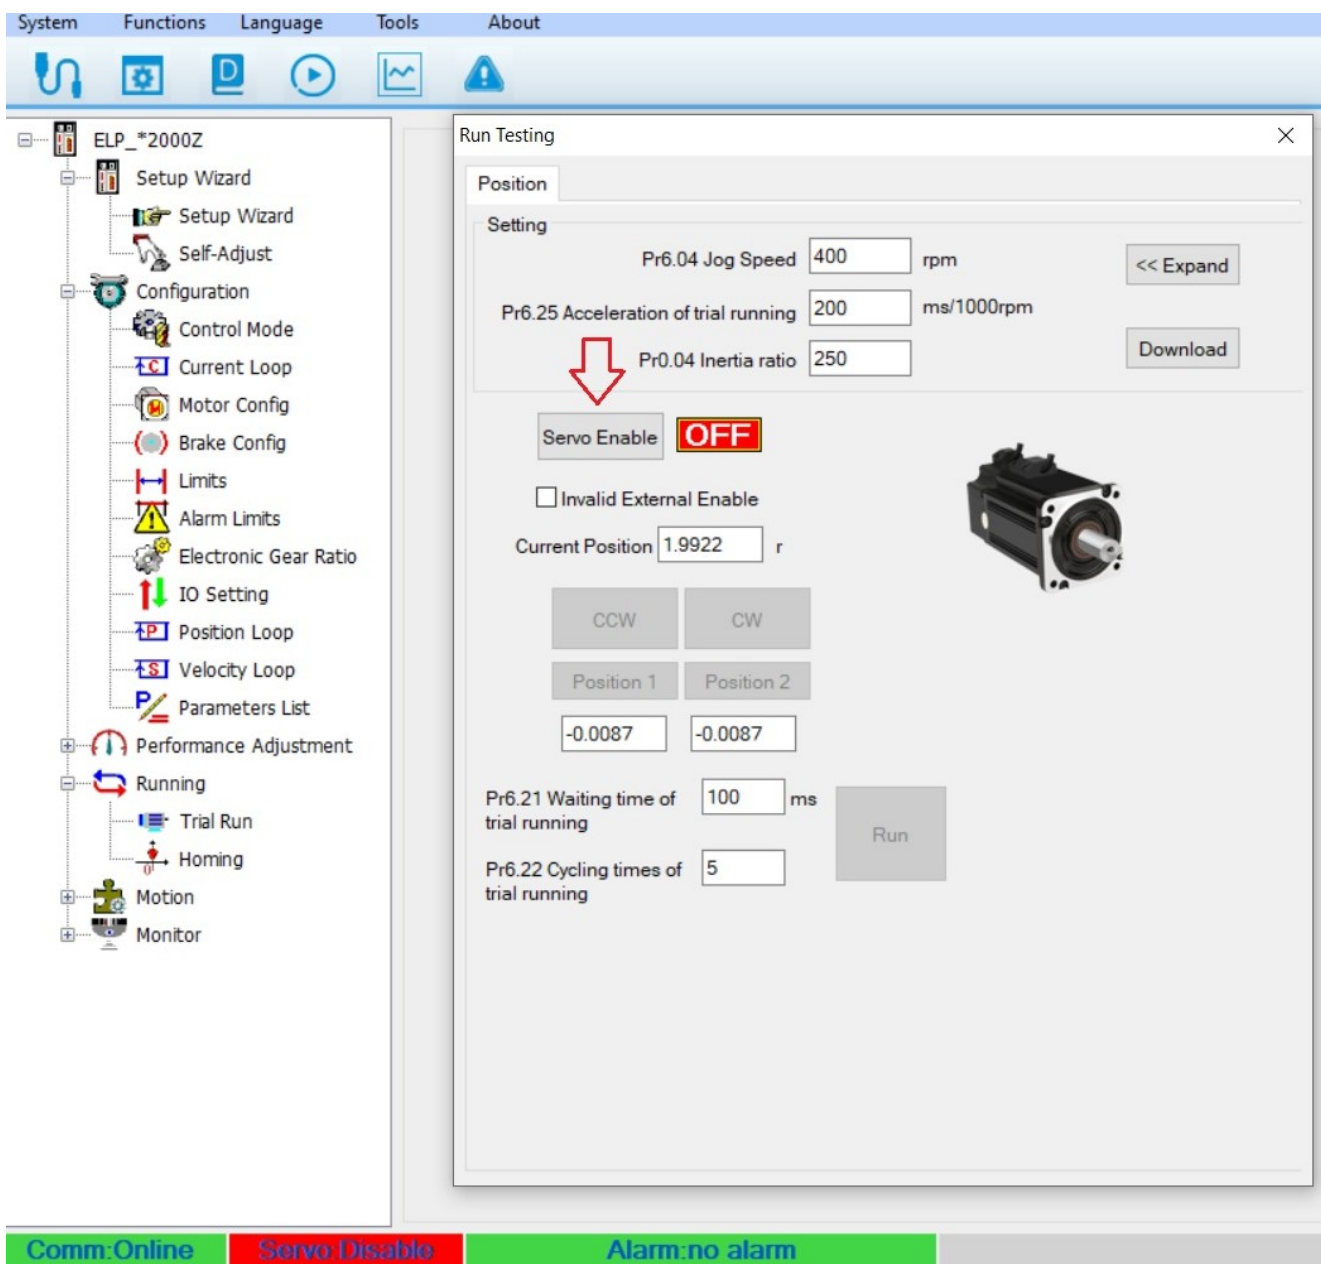 System Functions Language Tools About
D
Run Testing
ELP_*2000Z
Setup Wizard
Setup Wizard
Self-Adjust
Configuration
Control Mode
C Current Loop
M Motor Config
Brake Config
Limits
Alarm Limits
Electronic Gear Ratio
IO Setting
P Position Loop
S Velocity Loop
P Parameters List
Performance Adjustment
Running
Trial Run
Homing
Motion
Monitor
Position
Setting
Pr6.04 Jog Speed 400 rpm
<< Expand
Pr6.25 Acceleration of trial running 200 ms/1000rpm
Pr0.04 Inertia ratio 250
Download
Servo Enable OFF
Invalid External Enable
Current Position 1.9922 r
CCW CW
Position 1 Position 2
-0.0087 -0.0087
Pr6.21 Waiting time of
trial running
100 ms
Run
Pr6.22 Cycling times of
trial running
5
Comm:Online Servo Disable Alarm:no alarm